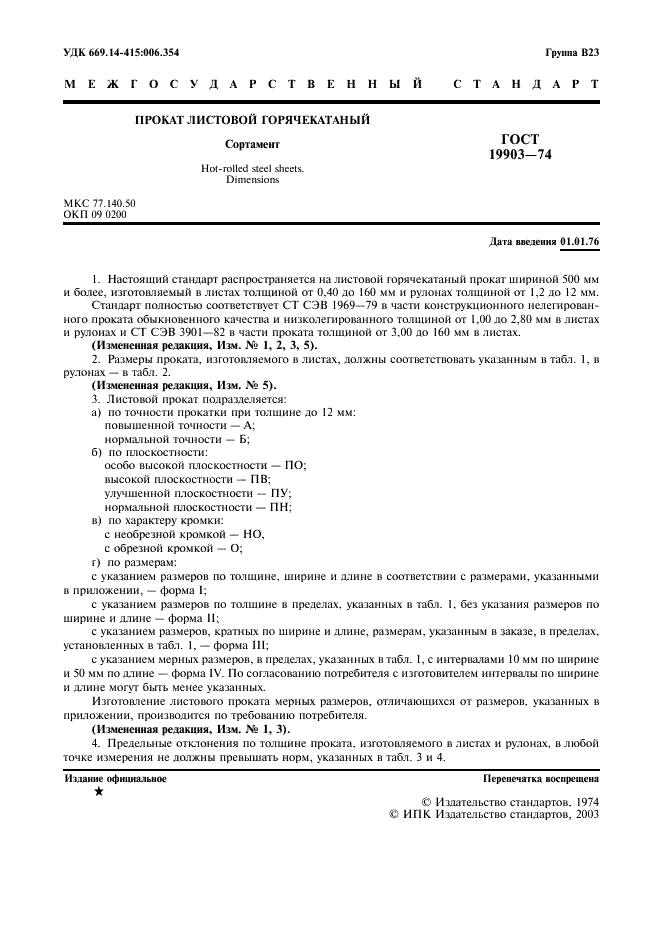 УДК 669.14-415:006.354
Группа В23
МЕЖГОСУДАРСТВЕННЫЙ СТАНДАРТ
ПРОКАТ ЛИСТОВОЙ ГОРЯЧЕКАТАНЫЙ
Сортамент
Hot-rolled steel sheets.
Dimensions
ГОСТ
19903—74
МКС 77.140.50
ОКП 09 0200
Дата введения 01.01.76
1. Настоящий стандарт распространяется на листовой горячекатаный прокат шириной 500 мм
и более, изготовляемый в листах толщиной от 0,40 до 160 мм и рулонах толщиной от 1,2 до 12 мм.
Стандарт полностью соответствует СТ СЭВ 1969—79 в части конструкционного нелегирован-
ного проката обыкновенного качества и низколегированного толщиной от 1,00 до 2,80 мм в листах
и рулонах и СТ СЭВ 3901—82 в части проката толщиной от 3,00 до 160 мм в листах.
(Измененная редакция, Изм. № 1, 2, 3, 5).
2. Размеры проката, изготовляемого в листах, должны соответствовать указанным в табл. 1, в
рулонах — в табл. 2.
(Измененная редакция, Изм. № 5).
3. Листовой прокат подразделяется:
а) по точности прокатки при толщине до 12 мм:
повышенной точности — А;
нормальной точности — Б;
б) по плоскостности:
особо высокой плоскостности — ПО;
высокой плоскостности — ПВ;
улучшенной плоскостности — ПУ;
нормальной плоскостности — ПН;
в) по характеру кромки:
с необрезной кромкой — НО,
с обрезной кромкой — О;
г) по размерам:
с указанием размеров по толщине, ширине и длине в соответствии с размерами, указанными
в приложении, — форма I;
с указанием размеров по толщине в пределах, указанных в табл. 1, без указания размеров по
ширине и длине — форма II;
с указанием размеров, кратных по ширине и длине, размерам, указанным в заказе, в пределах,
установленных в табл. 1, — форма III;
с указанием мерных размеров, в пределах, указанных в табл. 1, с интервалами 10 мм по ширине
и 50 мм по длине — форма IV. По согласованию потребителя с изготовителем интервалы по ширине
и длине могут быть менее указанных.
Изготовление листового проката мерных размеров, отличающихся от размеров, указанных в
приложении, производится по требованию потребителя.
(Измененная редакция, Изм. № 1, 3).
4. Предельные отклонения по толщине проката, изготовляемого в листах и рулонах, в любой
точке измерения не должны превышать норм, указанных в табл. 3 и 4.
Издание официальное
Перепечатка воспрещена
© Издательство стандартов, 1974
© ИПК Издательство стандартов, 2003